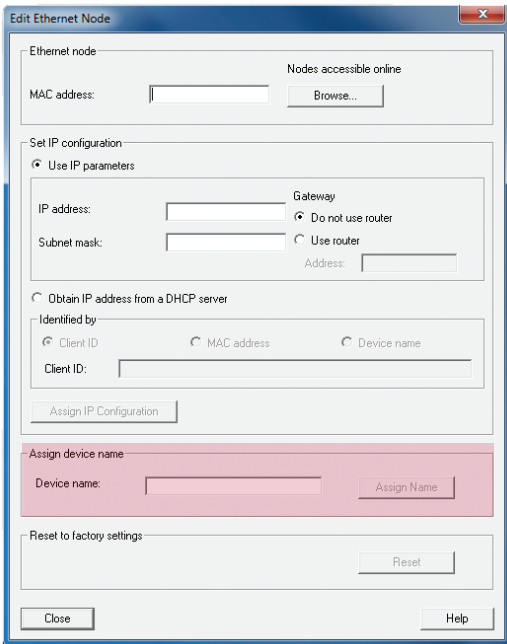 Edit Ethernet Node
Ethernet node
Nodes accessible online
MAC address:
Browse...
Set IP configuration
Use IP parameters
Gateway
IP address:
Do not use router
Subnet mask:
Use router
Address:
Obtain IP address from a DHCP server
Identified by
Client ID
MAC address
Device name
Client ID:
Assign IP Configuration
Assign device name
Device name:
Assign Name
Reset to factory settings
Reset
Close
Help